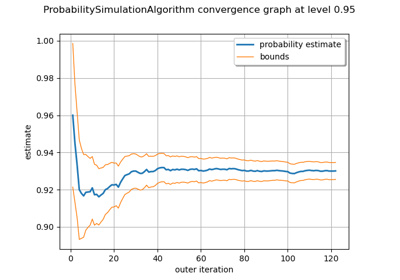 ProbabilitySimulationAlgorithm convergence graph at level 0.95
probability estimate
bounds
1.00
0.98
0.96
0.94
0.92
0.90
estimate
0
20
40
60
80
100
120
outer iteration